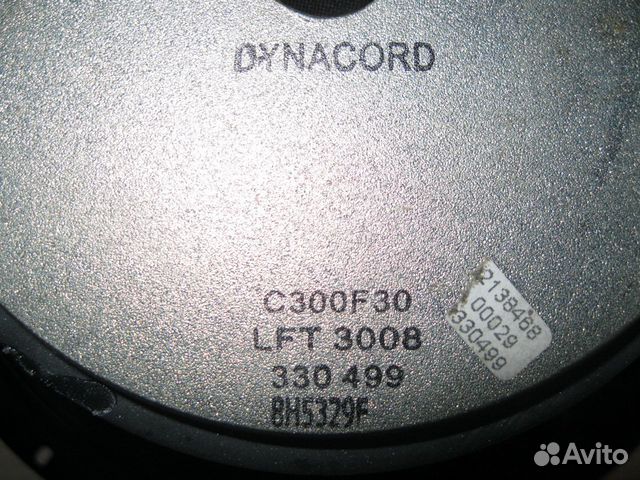 DYNACORD
C300F30
LFT 3008
330 499
BH5329F
2138468
00029
330499
Avito